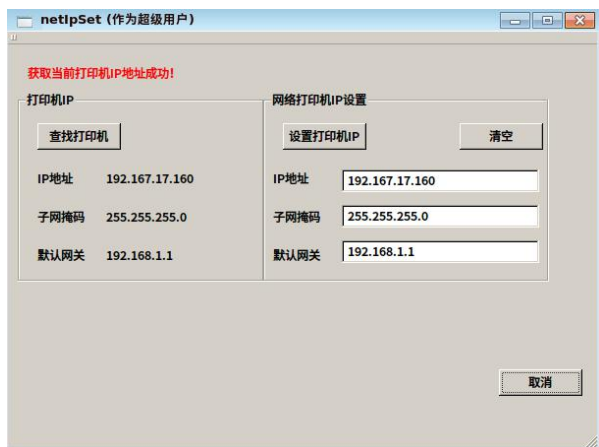 netIpSet (作为超级用户)
获取当前打印机IP地址成功!
打印机IP
查找打印机
IP地址 192.167.17.160
子网掩码 255.255.255.0
默认网关 192.168.1.1
网络打印机IP设置
设置打印机IP 清空
IP地址 192.167.17.160
子网掩码 255.255.255.0
默认网关 192.168.1.1
取消